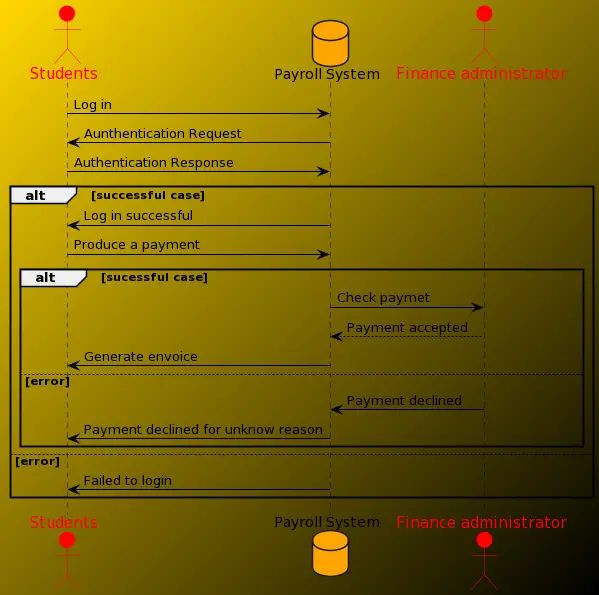 Students Payroll System Finance administrator
Log in
Aunthentication Request
Authentication Response
alt [successful case]
Log in successful
Produce a payment
alt [sucessful case]
Check paymet
Payment accepted
Generate envoice
[error]
Payment declined
Payment declined for unknow reason
[error]
Failed to login
Students Payroll System Finance administrator